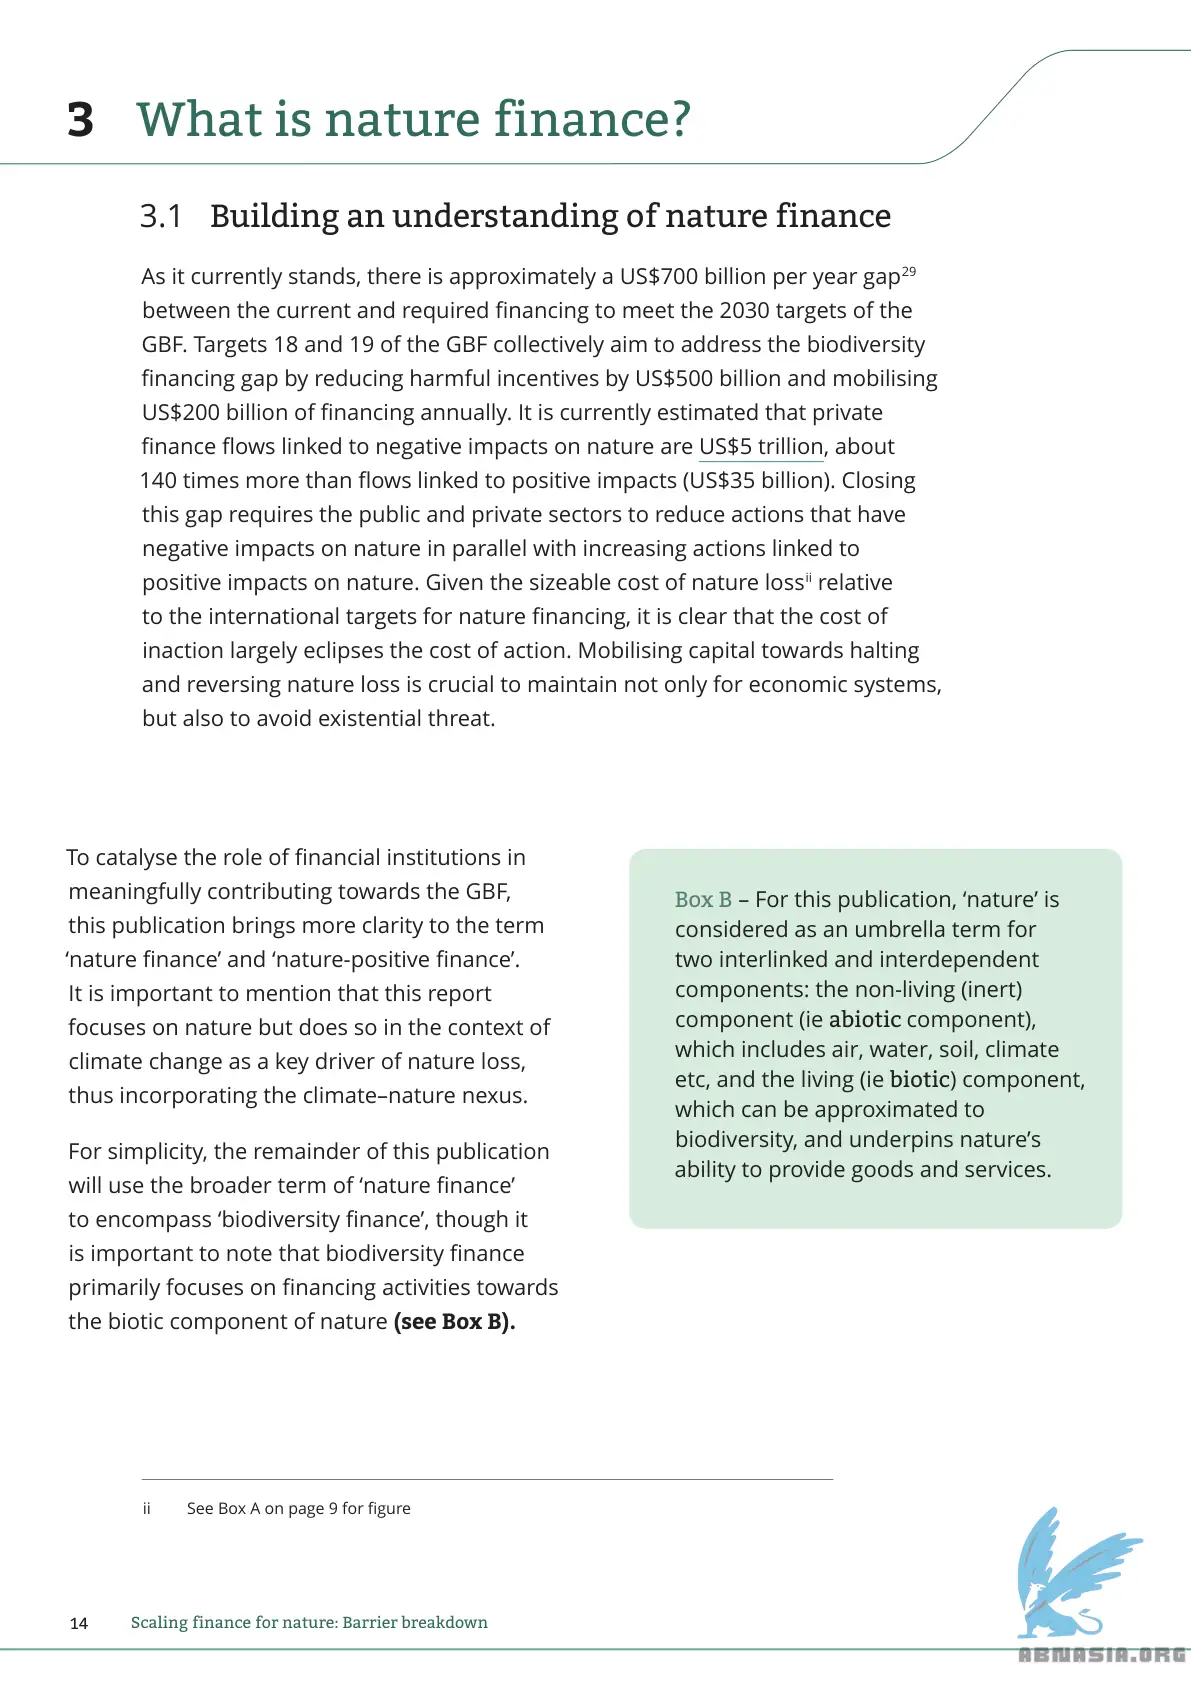 3 What is nature finance?
3.1 Building an understanding of nature finance
As it currently stands, there is approximately a US$700 billion per year gap29
between the current and required financing to meet the 2030 targets of the
GBF. Targets 18 and 19 of the GBF collectively aim to address the biodiversity
financing gap by reducing harmful incentives by US$500 billion and mobilising
US$200 billion of financing annually. It is currently estimated that private
finance flows linked to negative impacts on nature are US$5 trillion, about
140 times more than flows linked to positive impacts (US$35 billion). Closing
this gap requires the public and private sectors to reduce actions that have
negative impacts on nature in parallel with increasing actions linked to
positive impacts on nature. Given the sizeable cost of nature lossii relative
to the international targets for nature financing, it is clear that the cost of
inaction largely eclipses the cost of action. Mobilising capital towards halting
and reversing nature loss is crucial to maintain not only for economic systems,
but also to avoid existential threat.
To catalyse the role of financial institutions in
meaningfully contributing towards the GBF,
this publication brings more clarity to the term
‘nature finance’ and ‘nature-positive finance’.
It is important to mention that this report
focuses on nature but does so in the context of
climate change as a key driver of nature loss,
thus incorporating the climate–nature nexus.
For simplicity, the remainder of this publication
will use the broader term of ‘nature finance’
to encompass ‘biodiversity finance’, though it
is important to note that biodiversity finance
primarily focuses on financing activities towards
the biotic component of nature (see Box B).
Box B – For this publication, ‘nature’ is
considered as an umbrella term for
two interlinked and interdependent
components: the non-living (inert)
component (ie abiotic component),
which includes air, water, soil, climate
etc, and the living (ie biotic) component,
which can be approximated to
biodiversity, and underpins nature’s
ability to provide goods and services.
ii See Box A on page 9 for figure
14 Scaling finance for nature: Barrier breakdown
ABNASIA.ORG